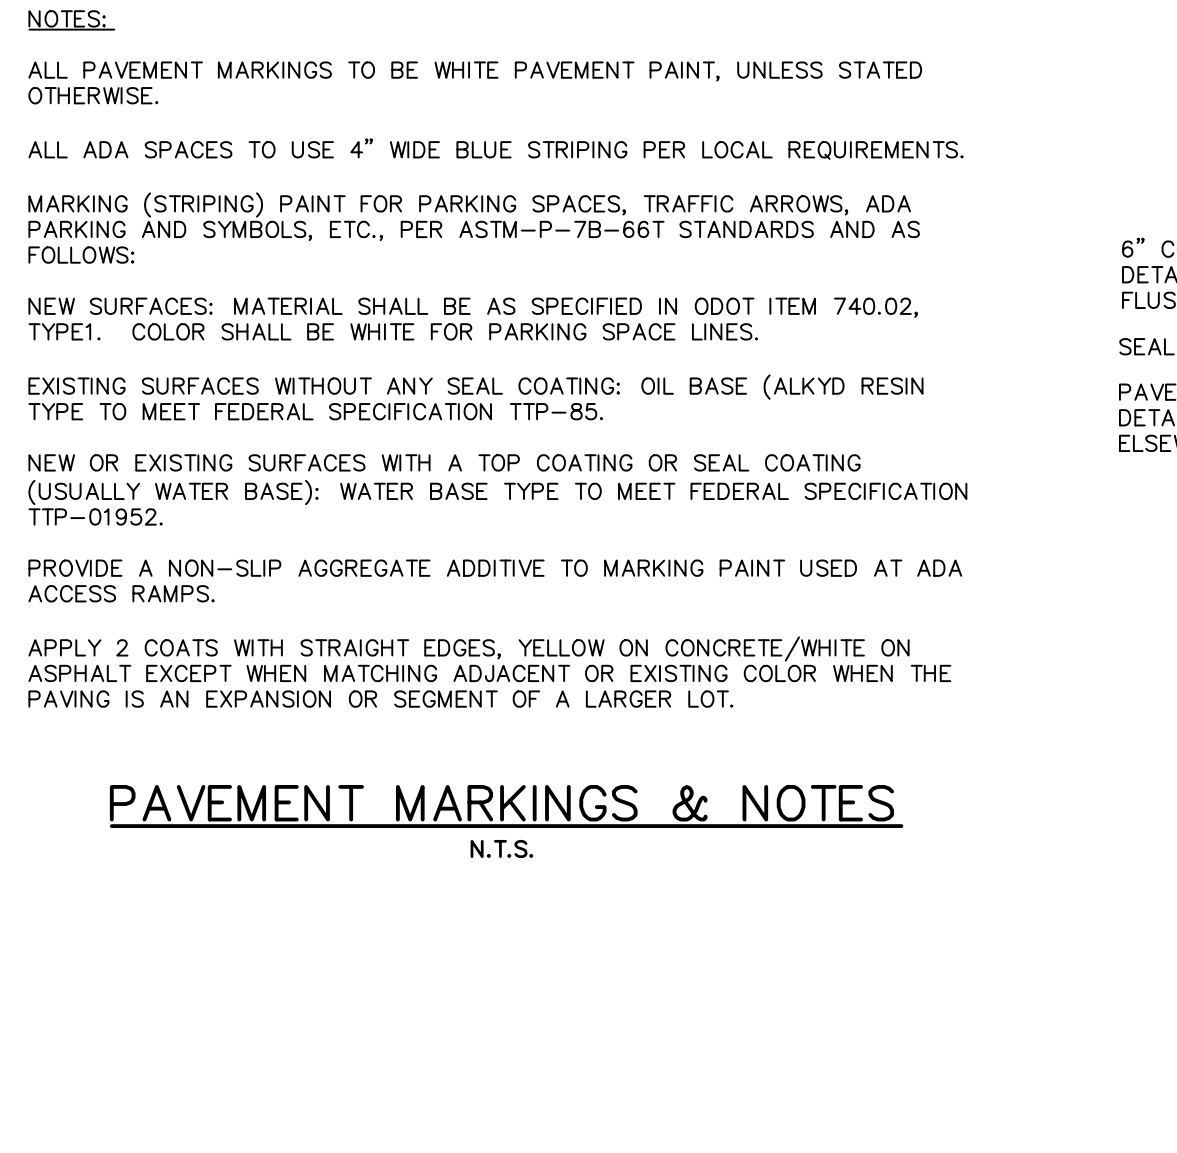 NOTES:
ALL PAVEMENT MARKINGS TO BE WHITE PAVEMENT PAINT, UNLESS STATED
OTHERWISE.
ALL ADA SPACES TO USE 4” WIDE BLUE STRIPING PER LOCAL REQUIREMENTS.
MARKING (STRIPING) PAINT FOR PARKING SPACES, TRAFFIC ARROWS, ADA
PARKING AND SYMBOLS, ETC., PER ASTM–P–7B–66T STANDARDS AND AS
FOLLOWS:
NEW SURFACES: MATERIAL SHALL BE AS SPECIFIED IN ODOT ITEM 740.02,
TYPE1. COLOR SHALL BE WHITE FOR PARKING SPACE LINES.
EXISTING SURFACES WITHOUT ANY SEAL COATING: OIL BASE (ALKYD RESIN
TYPE TO MEET FEDERAL SPECIFICATION TTP–85.
NEW OR EXISTING SURFACES WITH A TOP COATING OR SEAL COATING
(USUALLY WATER BASE): WATER BASE TYPE TO MEET FEDERAL SPECIFICATION
TTP–01952.
PROVIDE A NON–SLIP AGGREGATE ADDITIVE TO MARKING PAINT USED AT ADA
ACCESS RAMPS.
APPLY 2 COATS WITH STRAIGHT EDGES, YELLOW ON CONCRETE/WHITE ON
ASPHALT EXCEPT WHEN MATCHING ADJACENT OR EXISTING COLOR WHEN THE
PAVING IS AN EXPANSION OR SEGMENT OF A LARGER LOT.
PAVEMENT MARKINGS & NOTES
N.T.S.
6”
DETA
FLUS
SEAL
PAVE
DETA